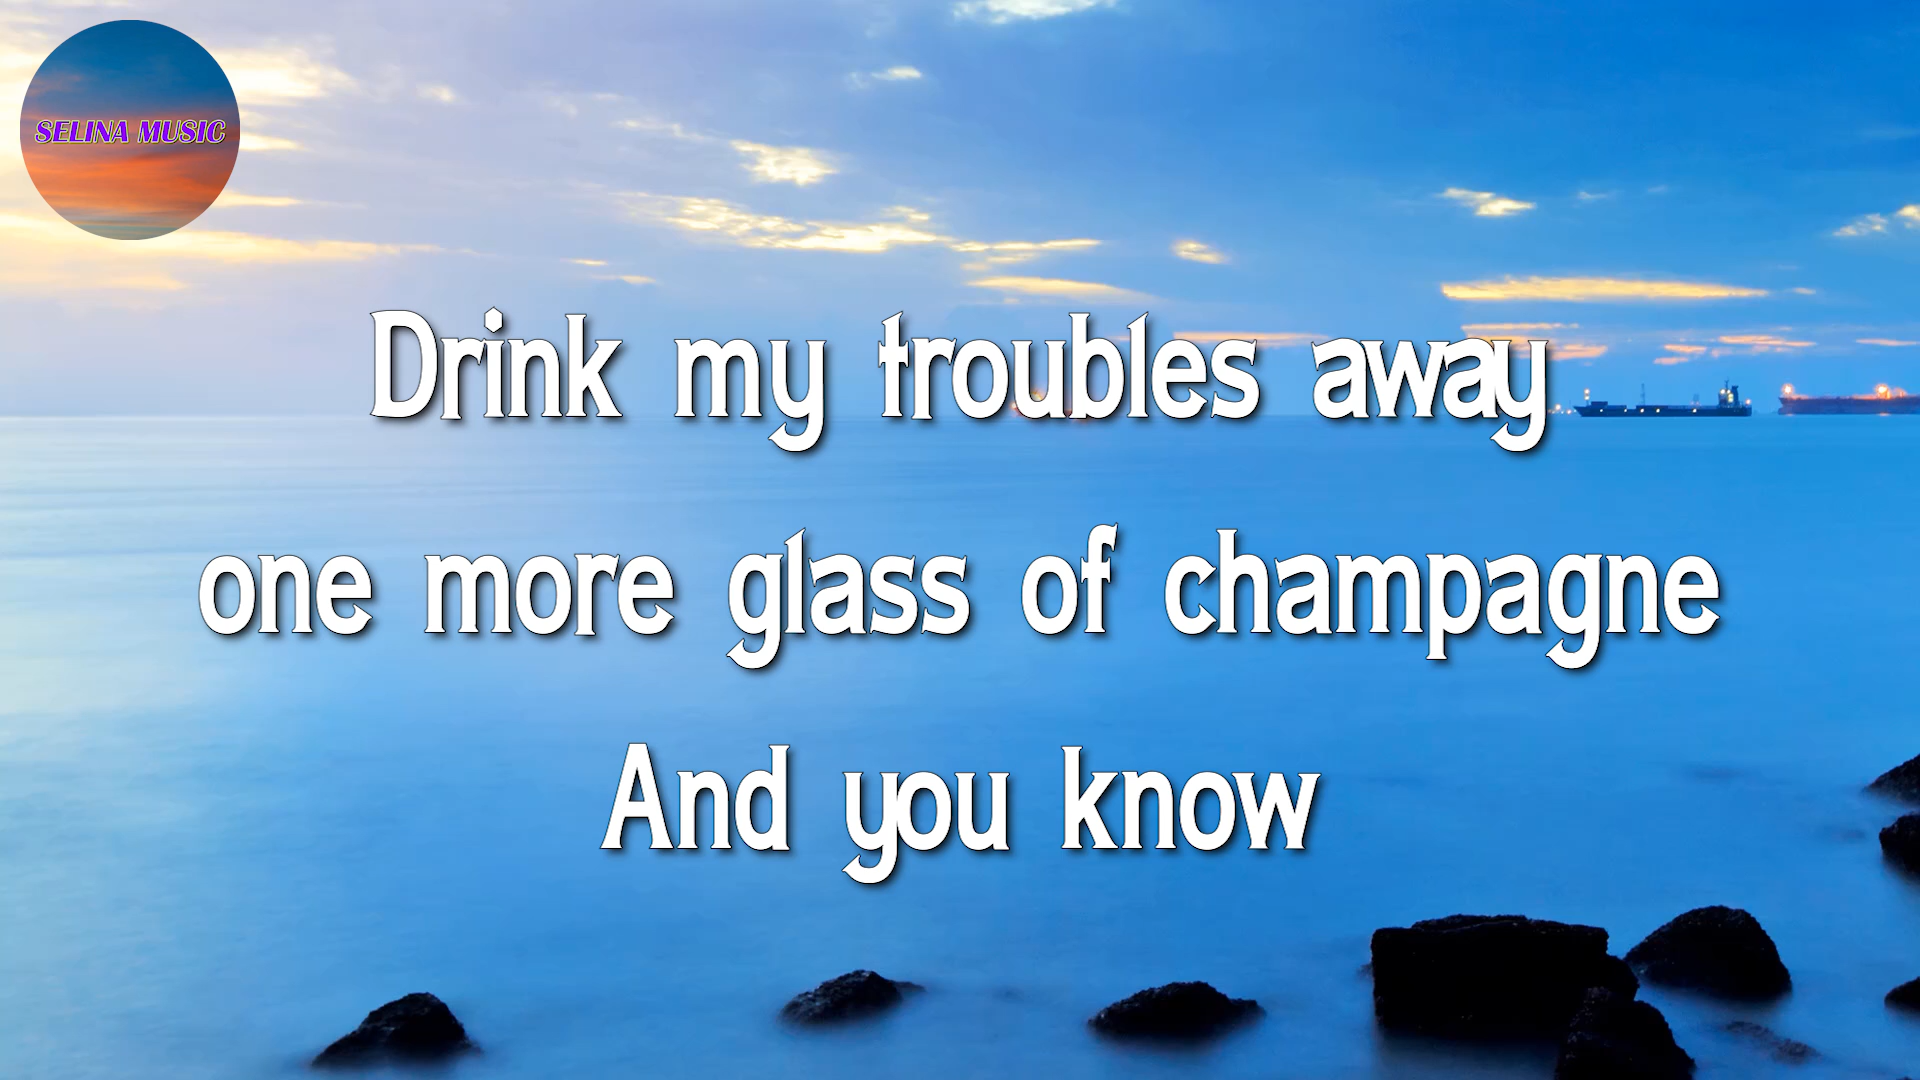 SELINA MUSIC
Drink my troubles away
one more glass of champagne
And you know